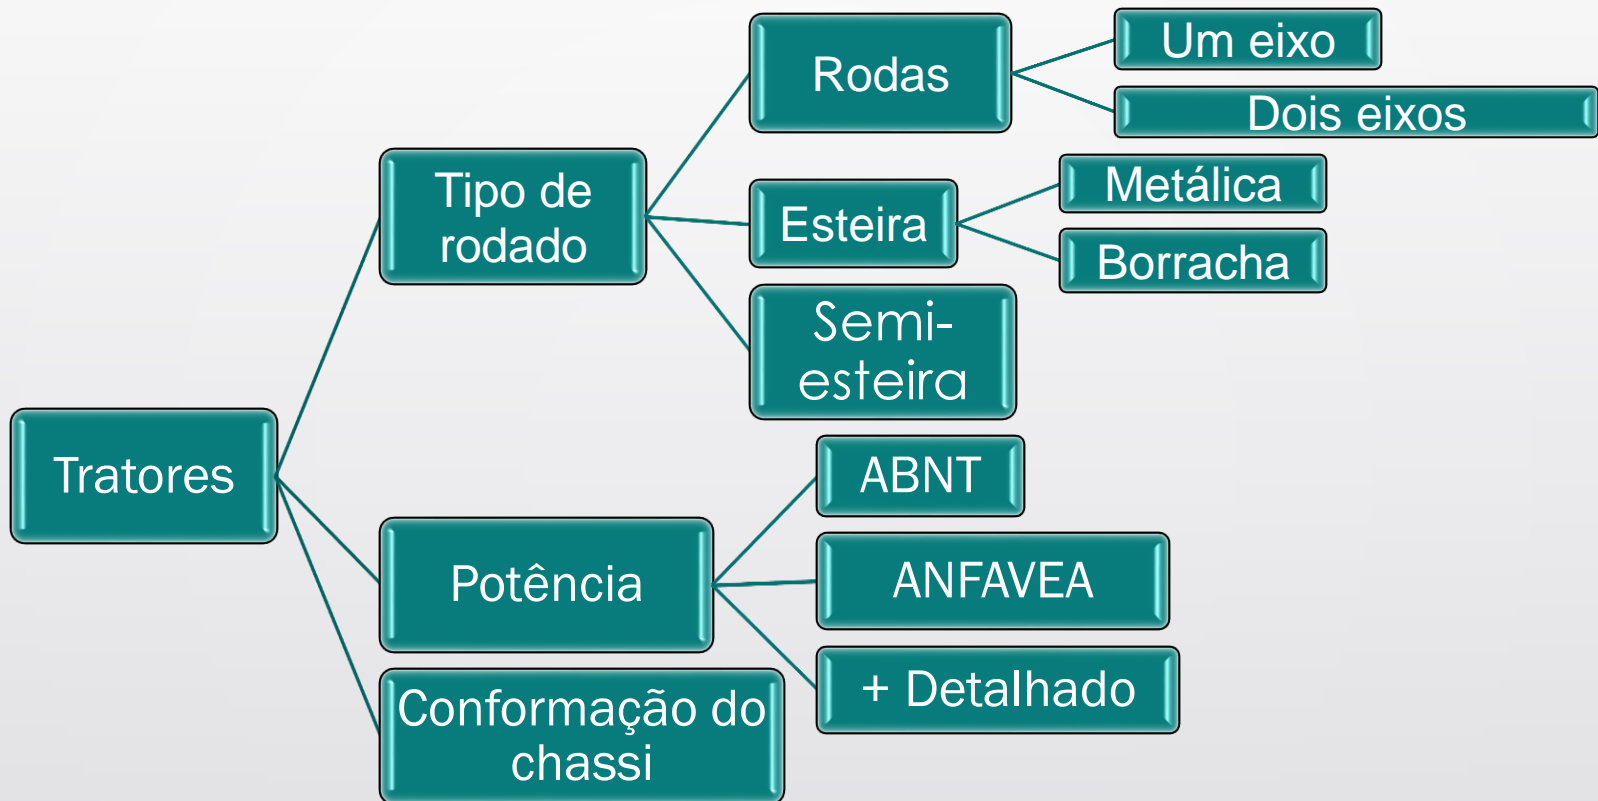 Tratores
Tipo de
rodado
Rodas
Um eixo
Dois eixos
Esteira
Metálica
Borracha
Semi-
esteira
Potência
ABNT
ANFAVEA
+ Detalhado
Conformação do
chassi